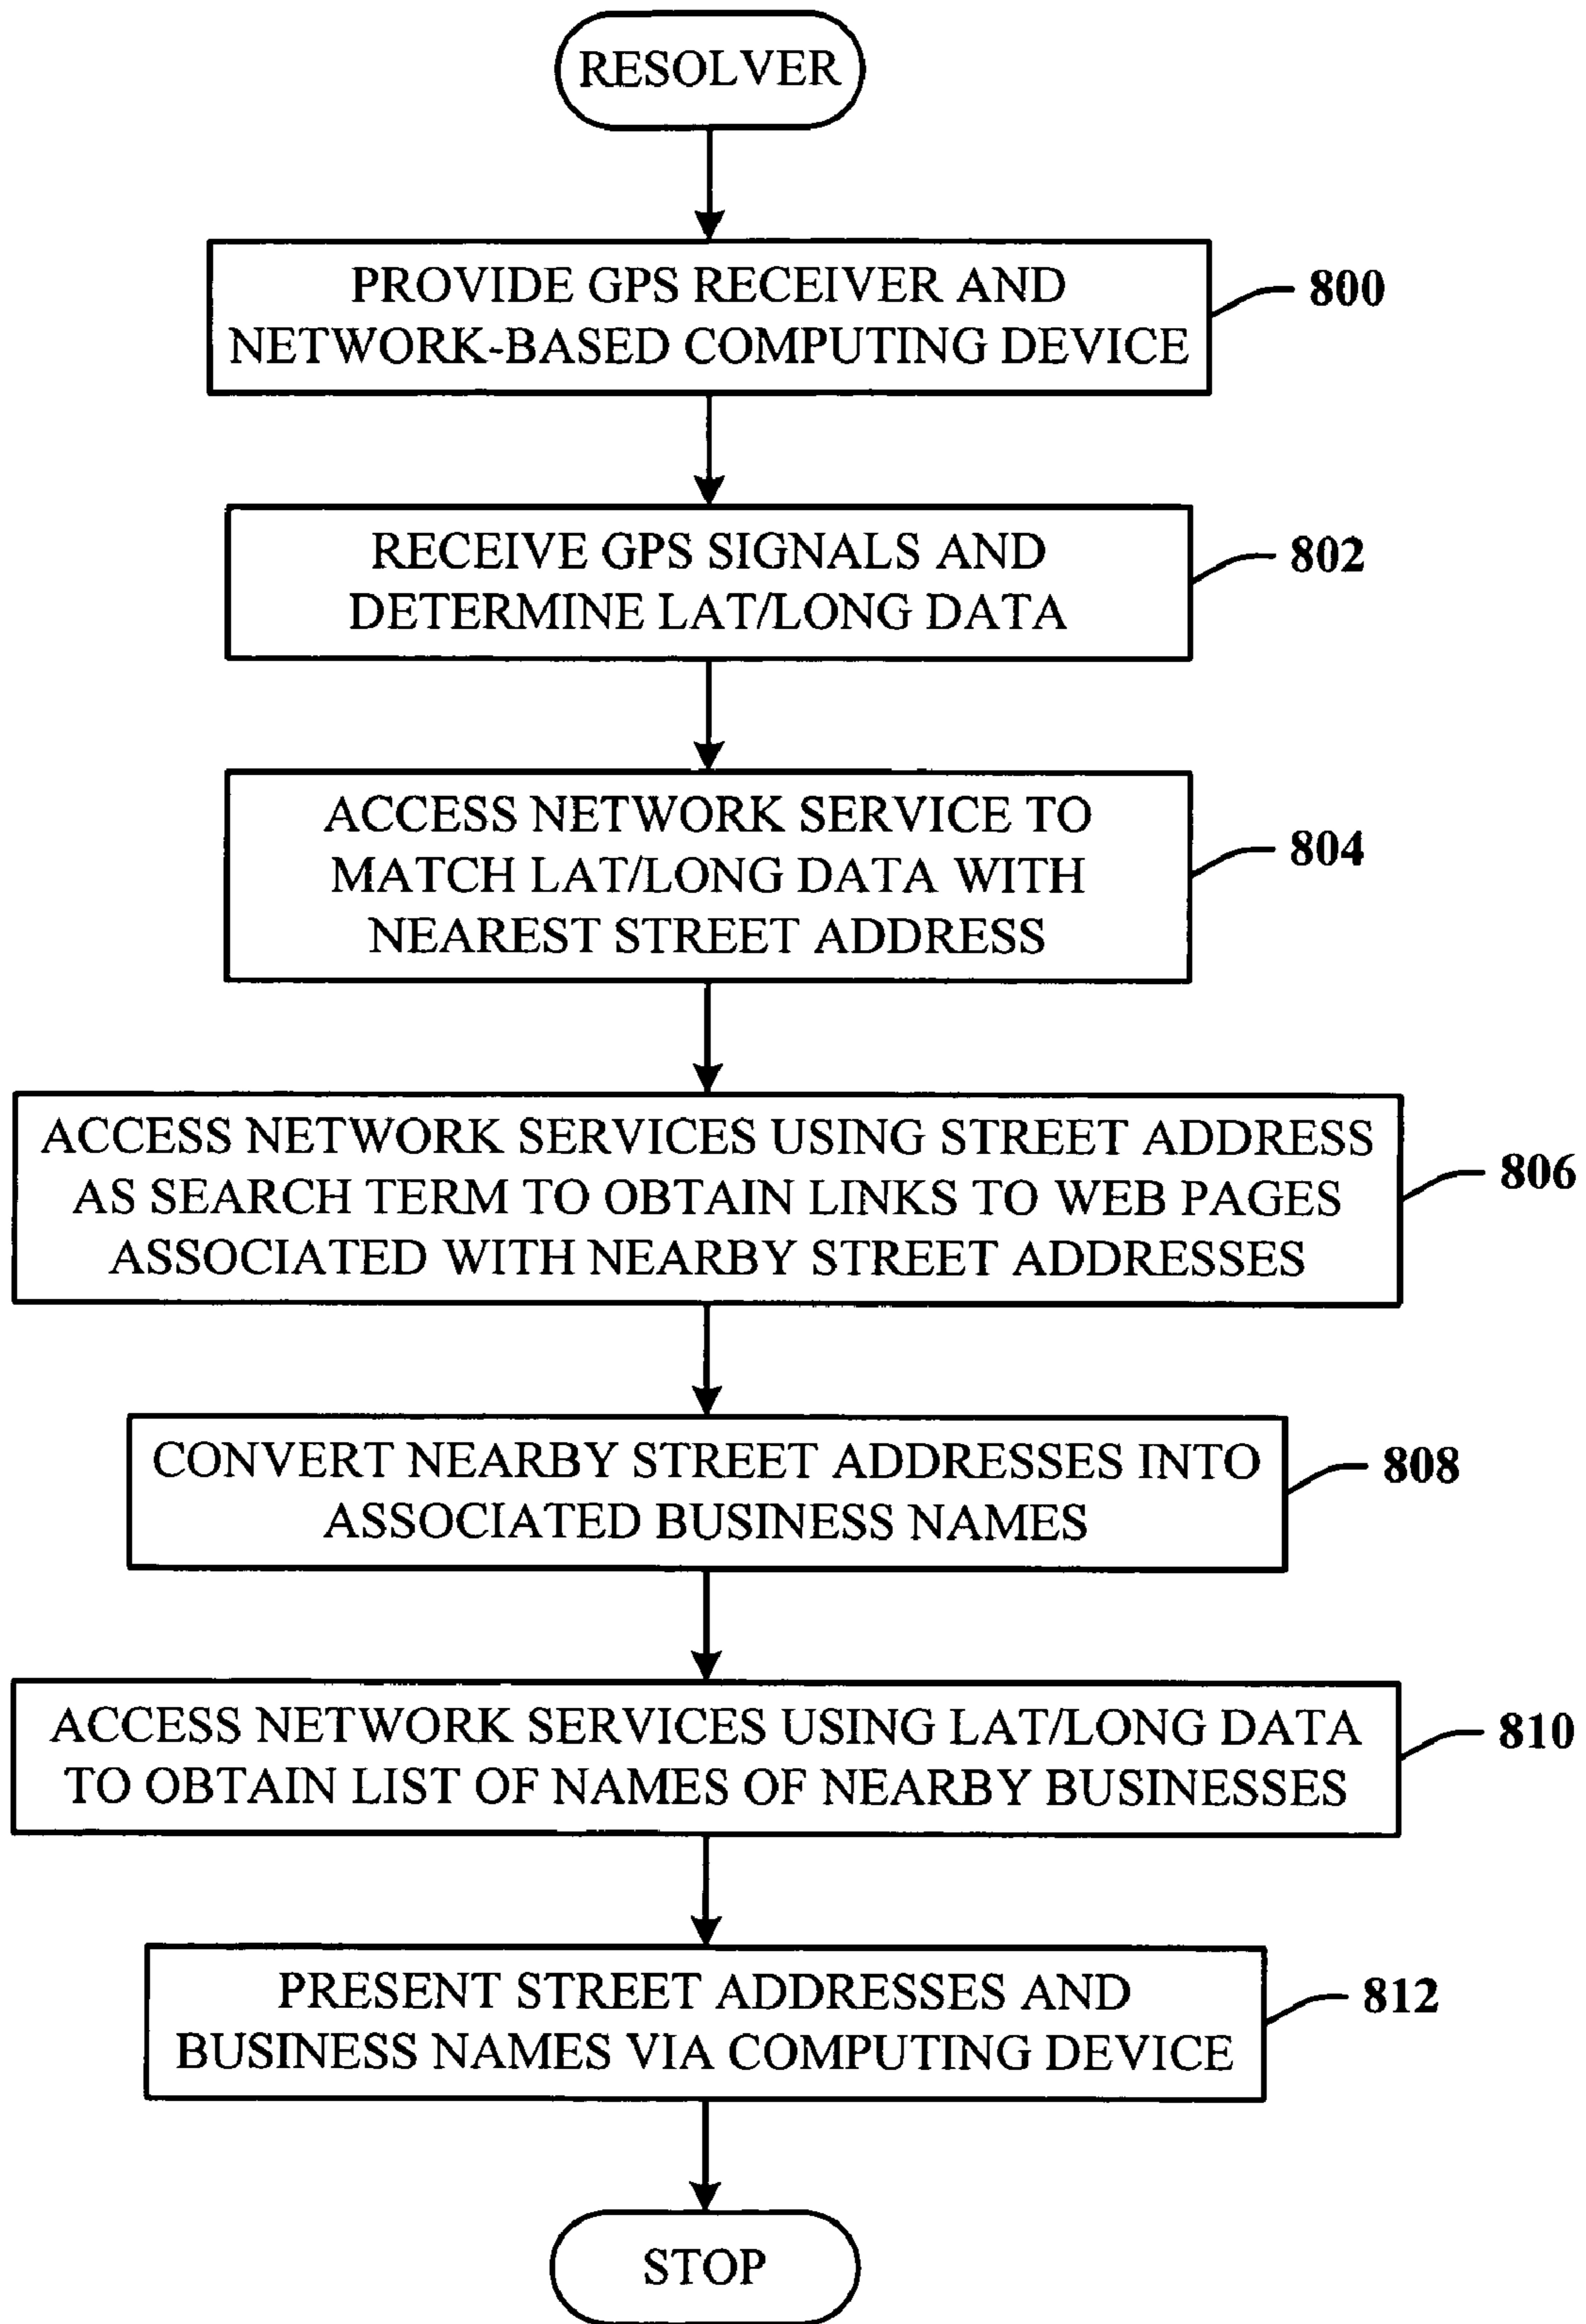 RESOLVER
PROVIDE GPS RECEIVER AND
NETWORK-BASED COMPUTING DEVICE
800
RECEIVE GPS SIGNALS AND
DETERMINE LAT/LONG DATA
802
ACCESS NETWORK SERVICE TO
MATCH LAT/LONG DATA WITH
NEAREST STREET ADDRESS
804
ACCESS NETWORK SERVICES USING STREET ADDRESS
AS SEARCH TERM TO OBTAIN LINKS TO WEB PAGES
ASSOCIATED WITH NEARBY STREET ADDRESSES
806
CONVERT NEARBY STREET ADDRESSES INTO
ASSOCIATED BUSINESS NAMES
808
ACCESS NETWORK SERVICES USING LAT/LONG DATA
TO OBTAIN LIST OF NAMES OF NEARBY BUSINESSES
810
PRESENT STREET ADDRESSES AND
BUSINESS NAMES VIA COMPUTING DEVICE
812
STOP